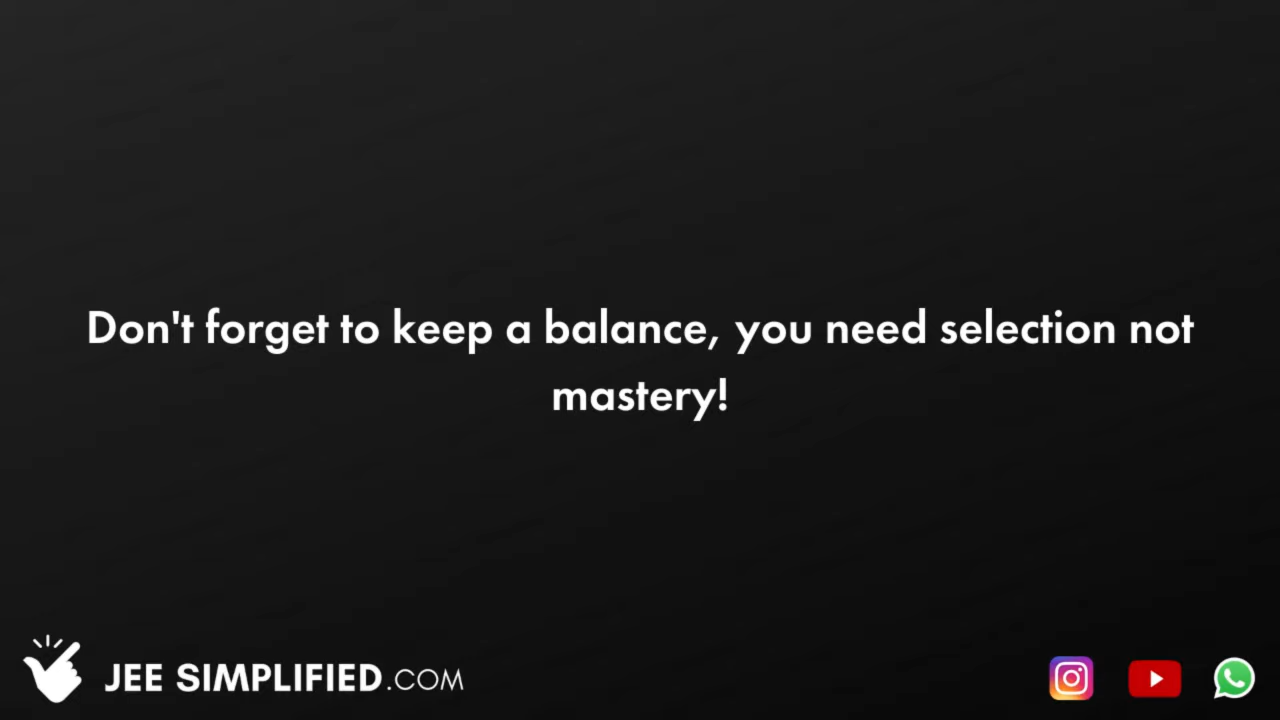 Don't forget to keep a balance, you need selection not
mastery!
JEE SIMPLIFIED.COM